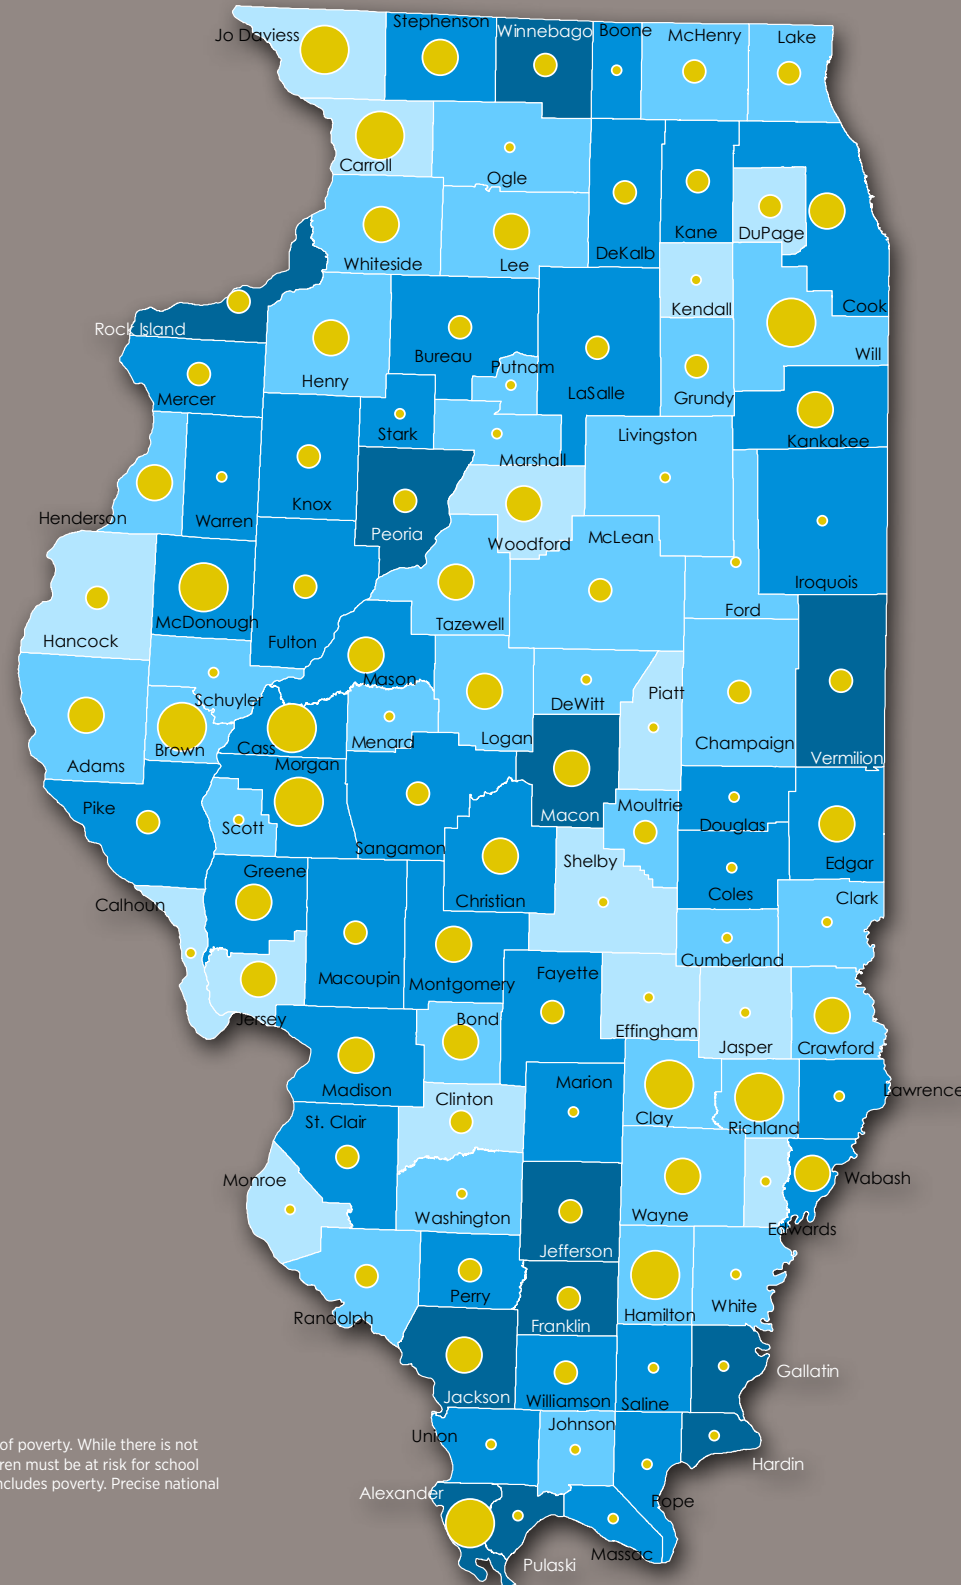 Jo Daviess
Stephenson
Winnebago
Boone
McHenry
Lake
Carroll
Ogle
Whiteside
Lee
DeKalb
Kane
DuPage
Cook
Kendall
Will
Rock Island
Henry
Bureau
Putnam
LaSalle
Grundy
Mercer
Stark
Marshall
Livingston
Kankakee
Henderson
Warren
Knox
Peoria
Woodford
McLean
Iroquois
Hancock
McDonough
Fulton
Tazewell
Ford
Mason
Schuyler
Adams
Brown
Cass
Menard
Logan
DeWitt
Piatt
Champaign
Vermilion
Morgan
Macon
Moultrie
Pike
Scott
Sangamon
Douglas
Edgar
Greene
Christian
Shelby
Coles
Clark
Calhoun
Macoupin
Montgomery
Fayette
Cumberland
Jersey
Bond
Effingham
Jasper
Crawford
Madison
Clinton
Marion
Clay
Richland
Lawrence
St. Clair
Monroe
Washington
Wayne
Wabash
Edwards
Jefferson
Randolph
Perry
Franklin
Hamilton
White
Jackson
Williamson
Saline
Gallatin
Union
Johnson
Hardin
Alexander
Pope
Pulaski
Massac
of poverty. While there is not
ren must be at risk for school
ncludes poverty. Precise national